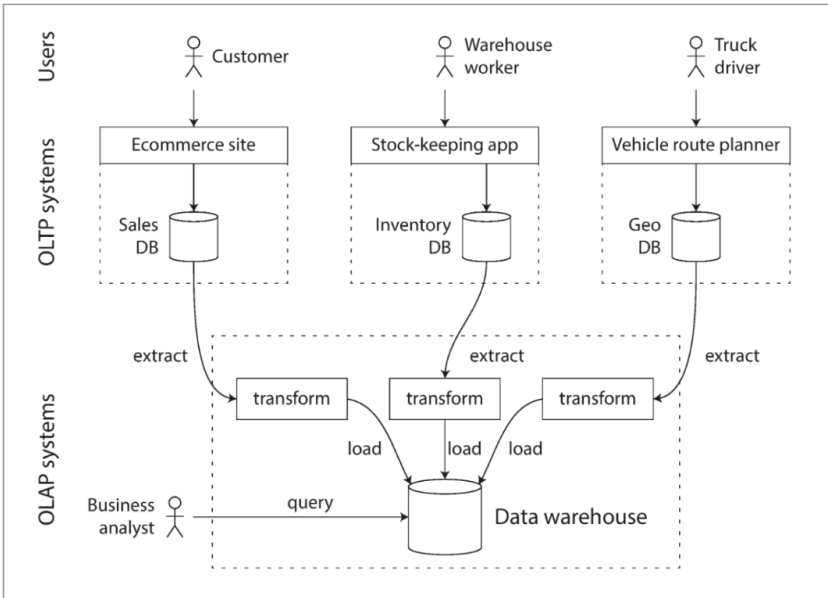 Users
Customer
Warehouse
worker
Truck
driver
OLTP systems
Ecommerce site
Stock-keeping app
Vehicle route planner
Sales
DB
Inventory
DB
Geo
DB
extract
extract
extract
OLAP systems
transform
transform
transform
load
load
load
Business
analyst
query
Data warehouse